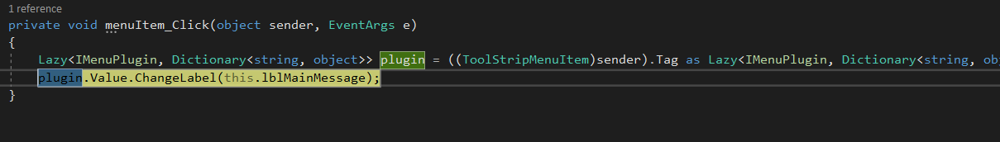 1 reference
private void menuItem_Click(object sender, EventArgs e)
{
Lazy<IMenuPlugin, Dictionary<string, object>> plugin = ((ToolStripMenuItem)sender).Tag as Lazy<IMenuPlugin, Dictionary<string, ob
plugin.Value.ChangeLabel(this.lblMainMessage);
}